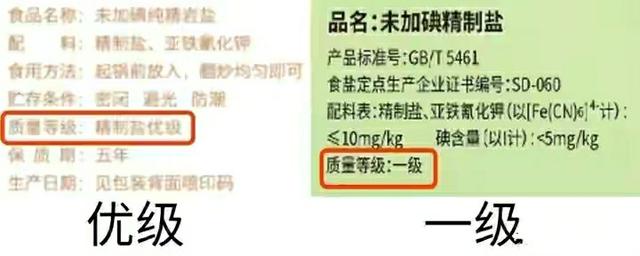 食品名称：未加碘纯精岩盐
配 料：精制盐、亚铁氰化钾
食用方法：起锅前放入，翻炒均匀即可
贮存条件：密闭 避光 防潮
质量等级：精制盐优级
保 质 期：五年
生产日期：见包装背面喷印码
优级
品名：未加碘精制盐
产品标准号：GB/T 5461
食盐定点生产企业证书编号：SD-060
配料表：精制盐、亚铁氰化钾（以[Fe(CN)₆]⁴⁻计）：
≤10mg/kg 碘含量（以I计）：<5mg/kg
质量等级：一级
一级